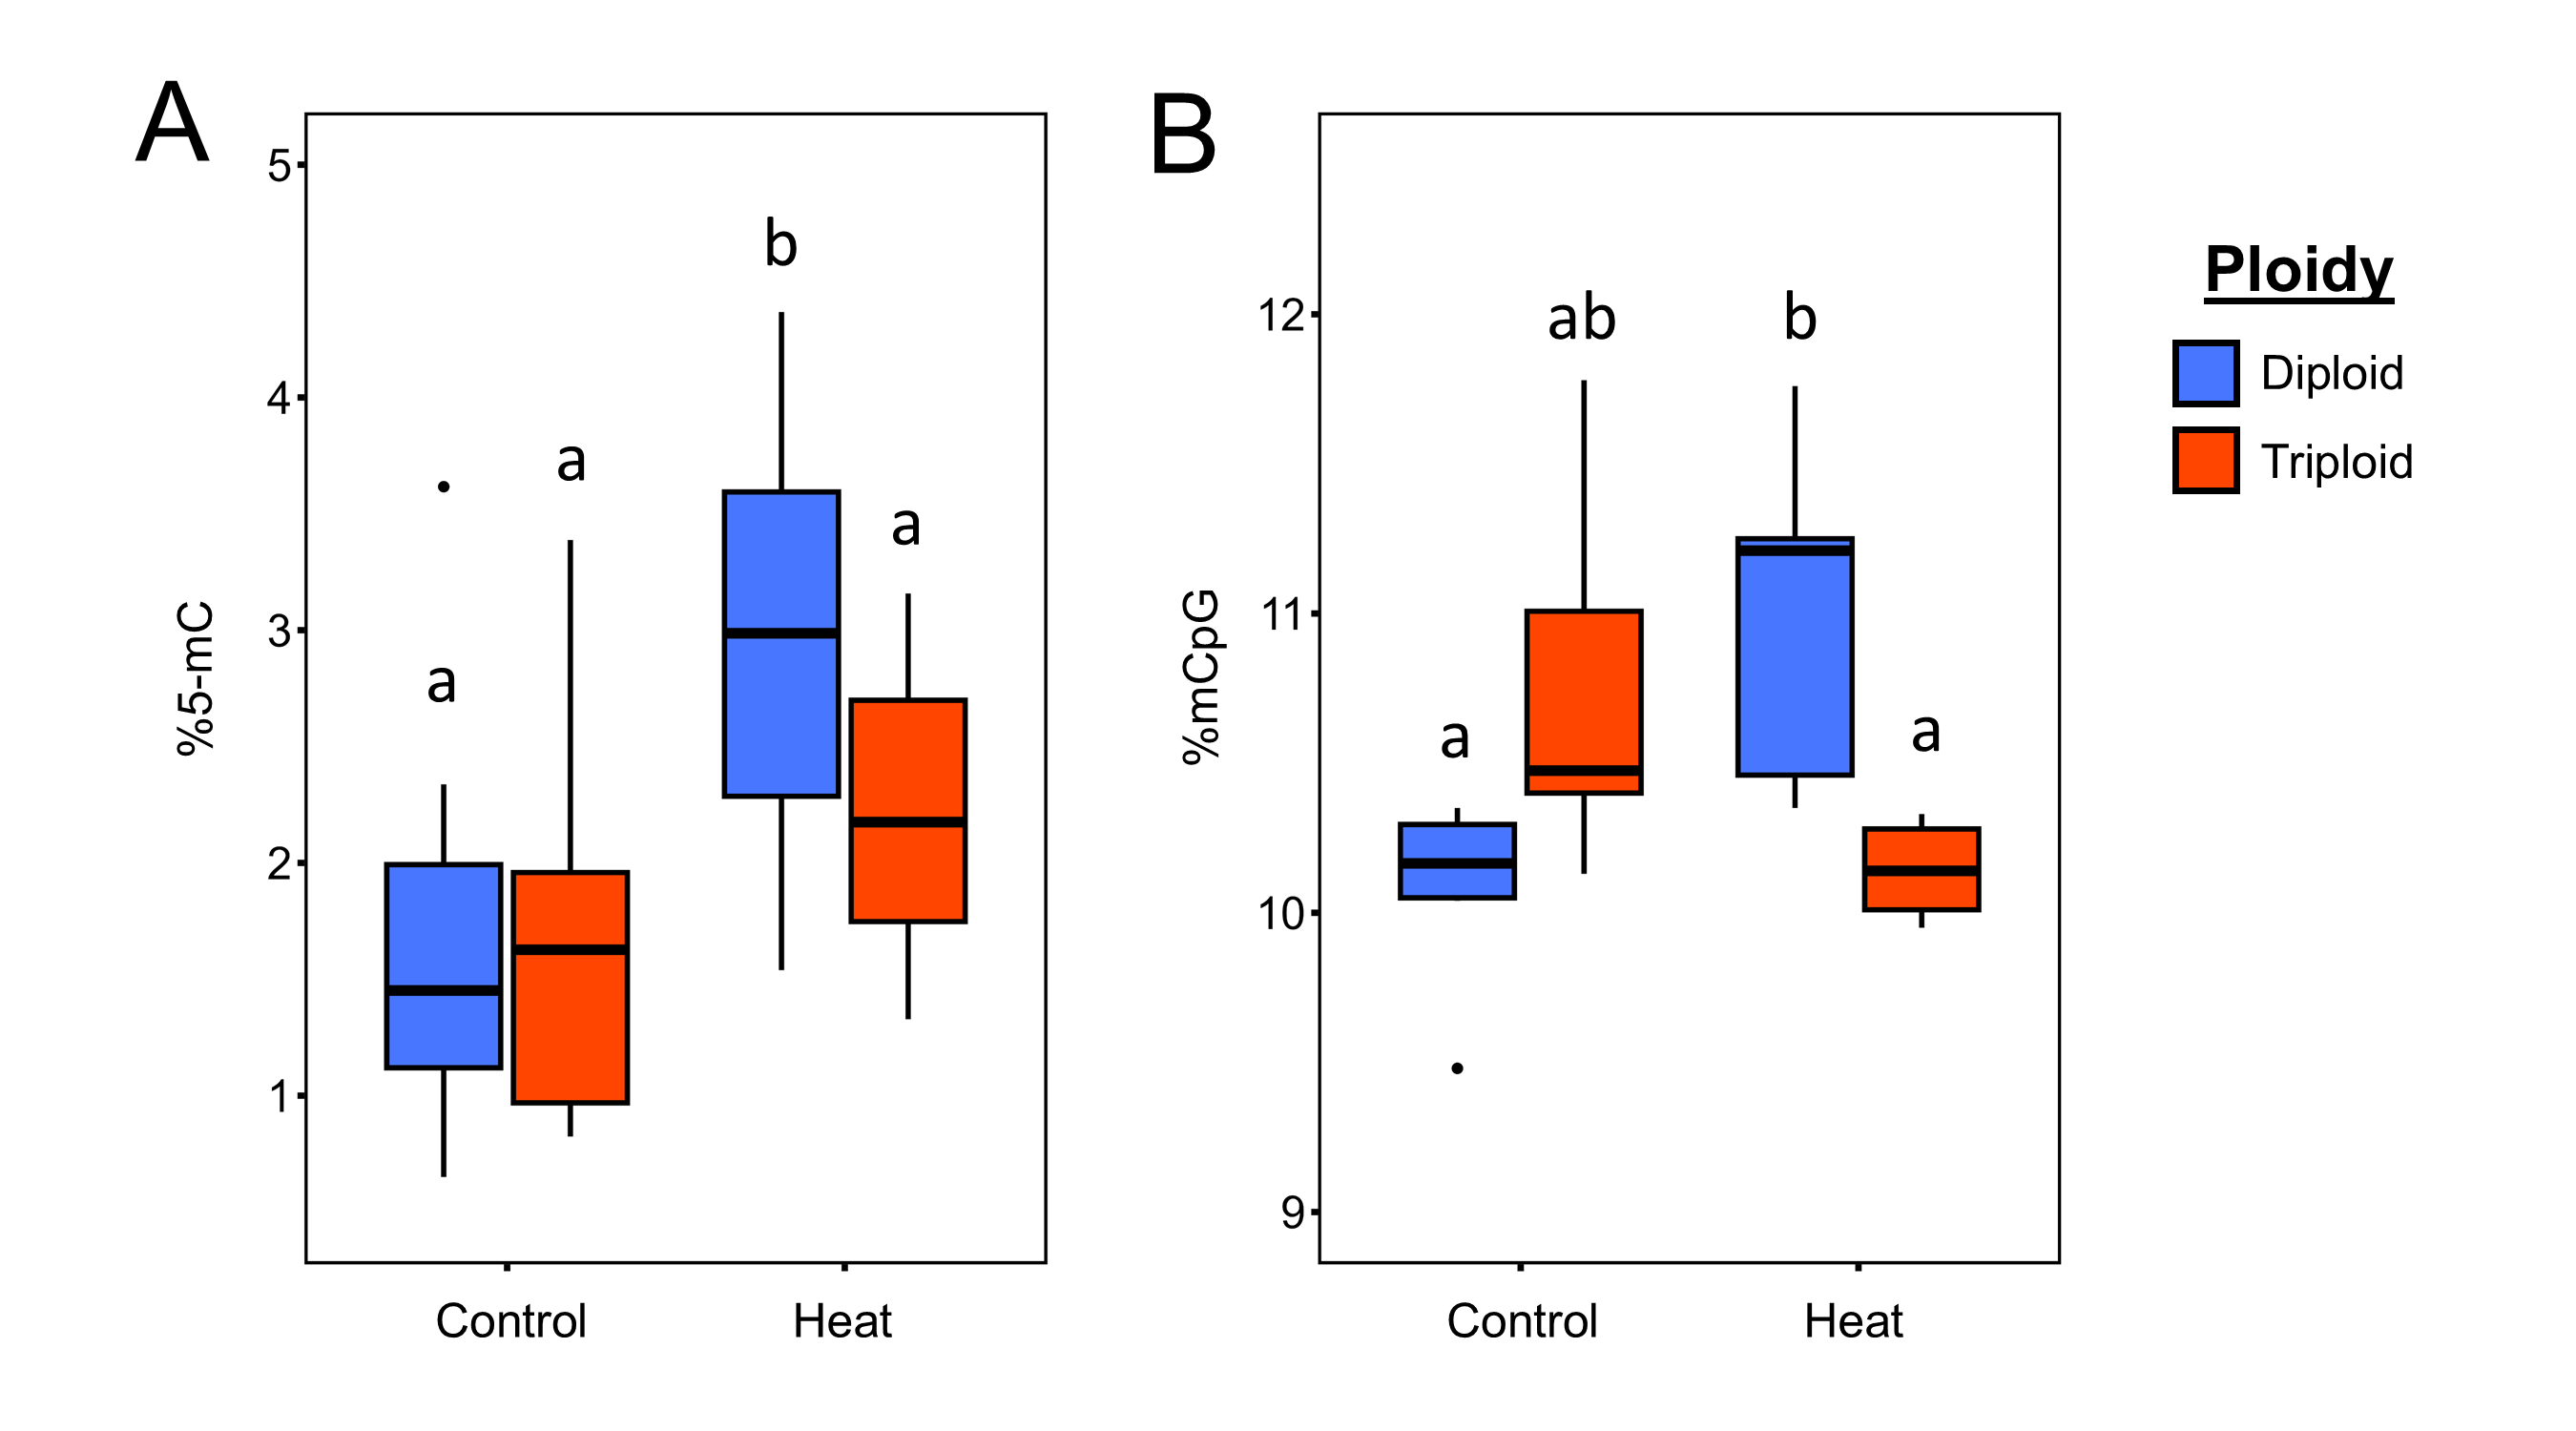 A
%5-mC
5
4
3
2
1
a
a
b
a
Control
Heat
B
%mCpG
12
11
10
9
a
ab
b
a
Control
Heat
Ploidy
Diploid
Triploid